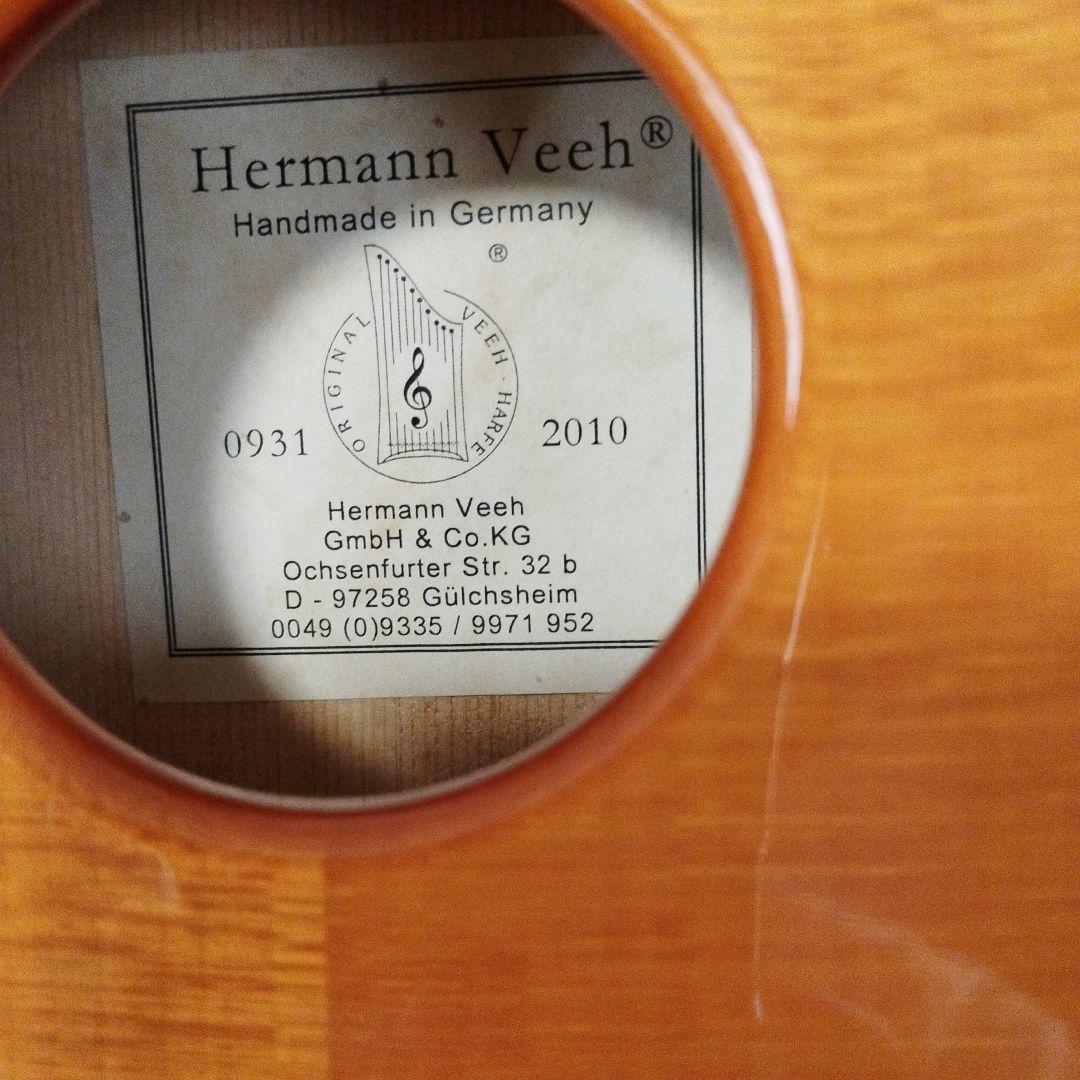 Hermann Veeh®
Handmade in Germany
®
ORIGINAL VEEH · HARFE
0931 2010
Hermann Veeh
GmbH & Co.KG
Ochsenfurter Str. 32 b
D - 97258 Gülchsheim
0049 (0)9335 / 9971 952